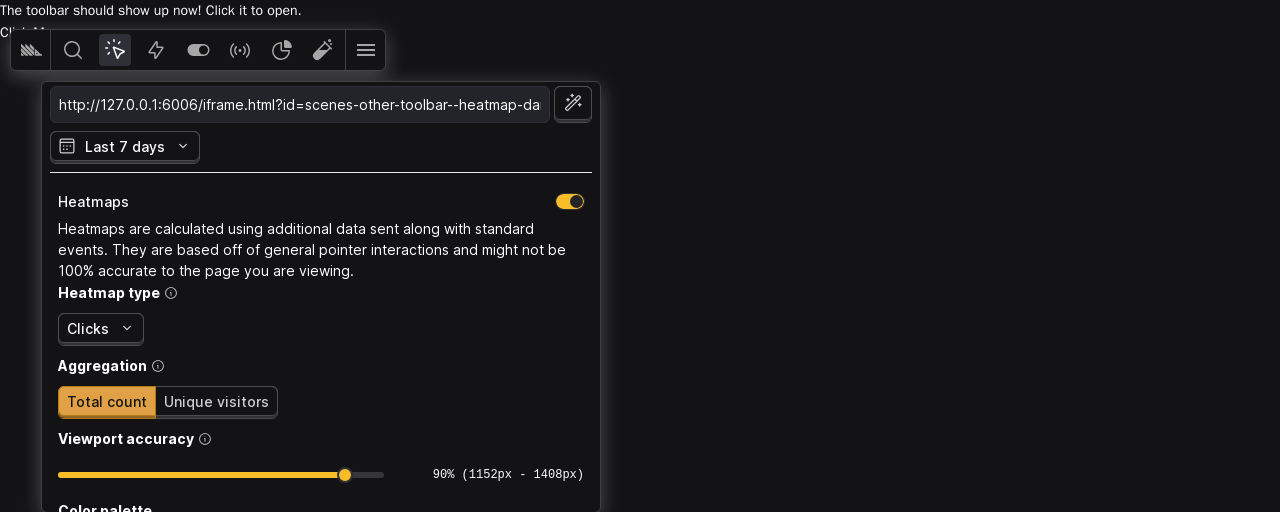 The toolbar should show up now! Click it to open.
http://127.0.0.1:6006/iframe.html?id=scenes-other-toolbar--heatmap-da
Last 7 days
Heatmaps
Heatmaps are calculated using additional data sent along with standard
events. They are based off of general pointer interactions and might not be
100% accurate to the page you are viewing.
Heatmap type
Clicks
Aggregation
Total count Unique visitors
Viewport accuracy
90% (1152px - 1408px)
Color palette